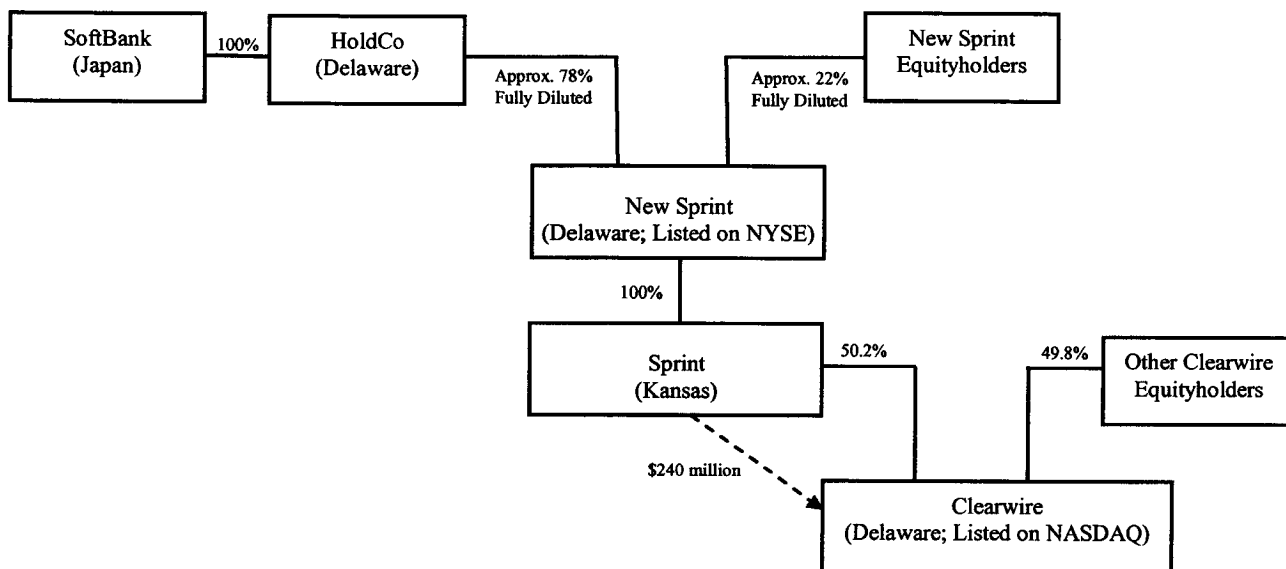 SoftBank
(Japan)
100%
HoldCo
(Delaware)
Approx. 78%
Fully Diluted
Approx. 22%
Fully Diluted
New Sprint
Equityholders
New Sprint
(Delaware; Listed on NYSE)
100%
Sprint
(Kansas)
50.2%
49.8%
Other Clearwire
Equityholders
$240 million
Clearwire
(Delaware; Listed on NASDAQ)